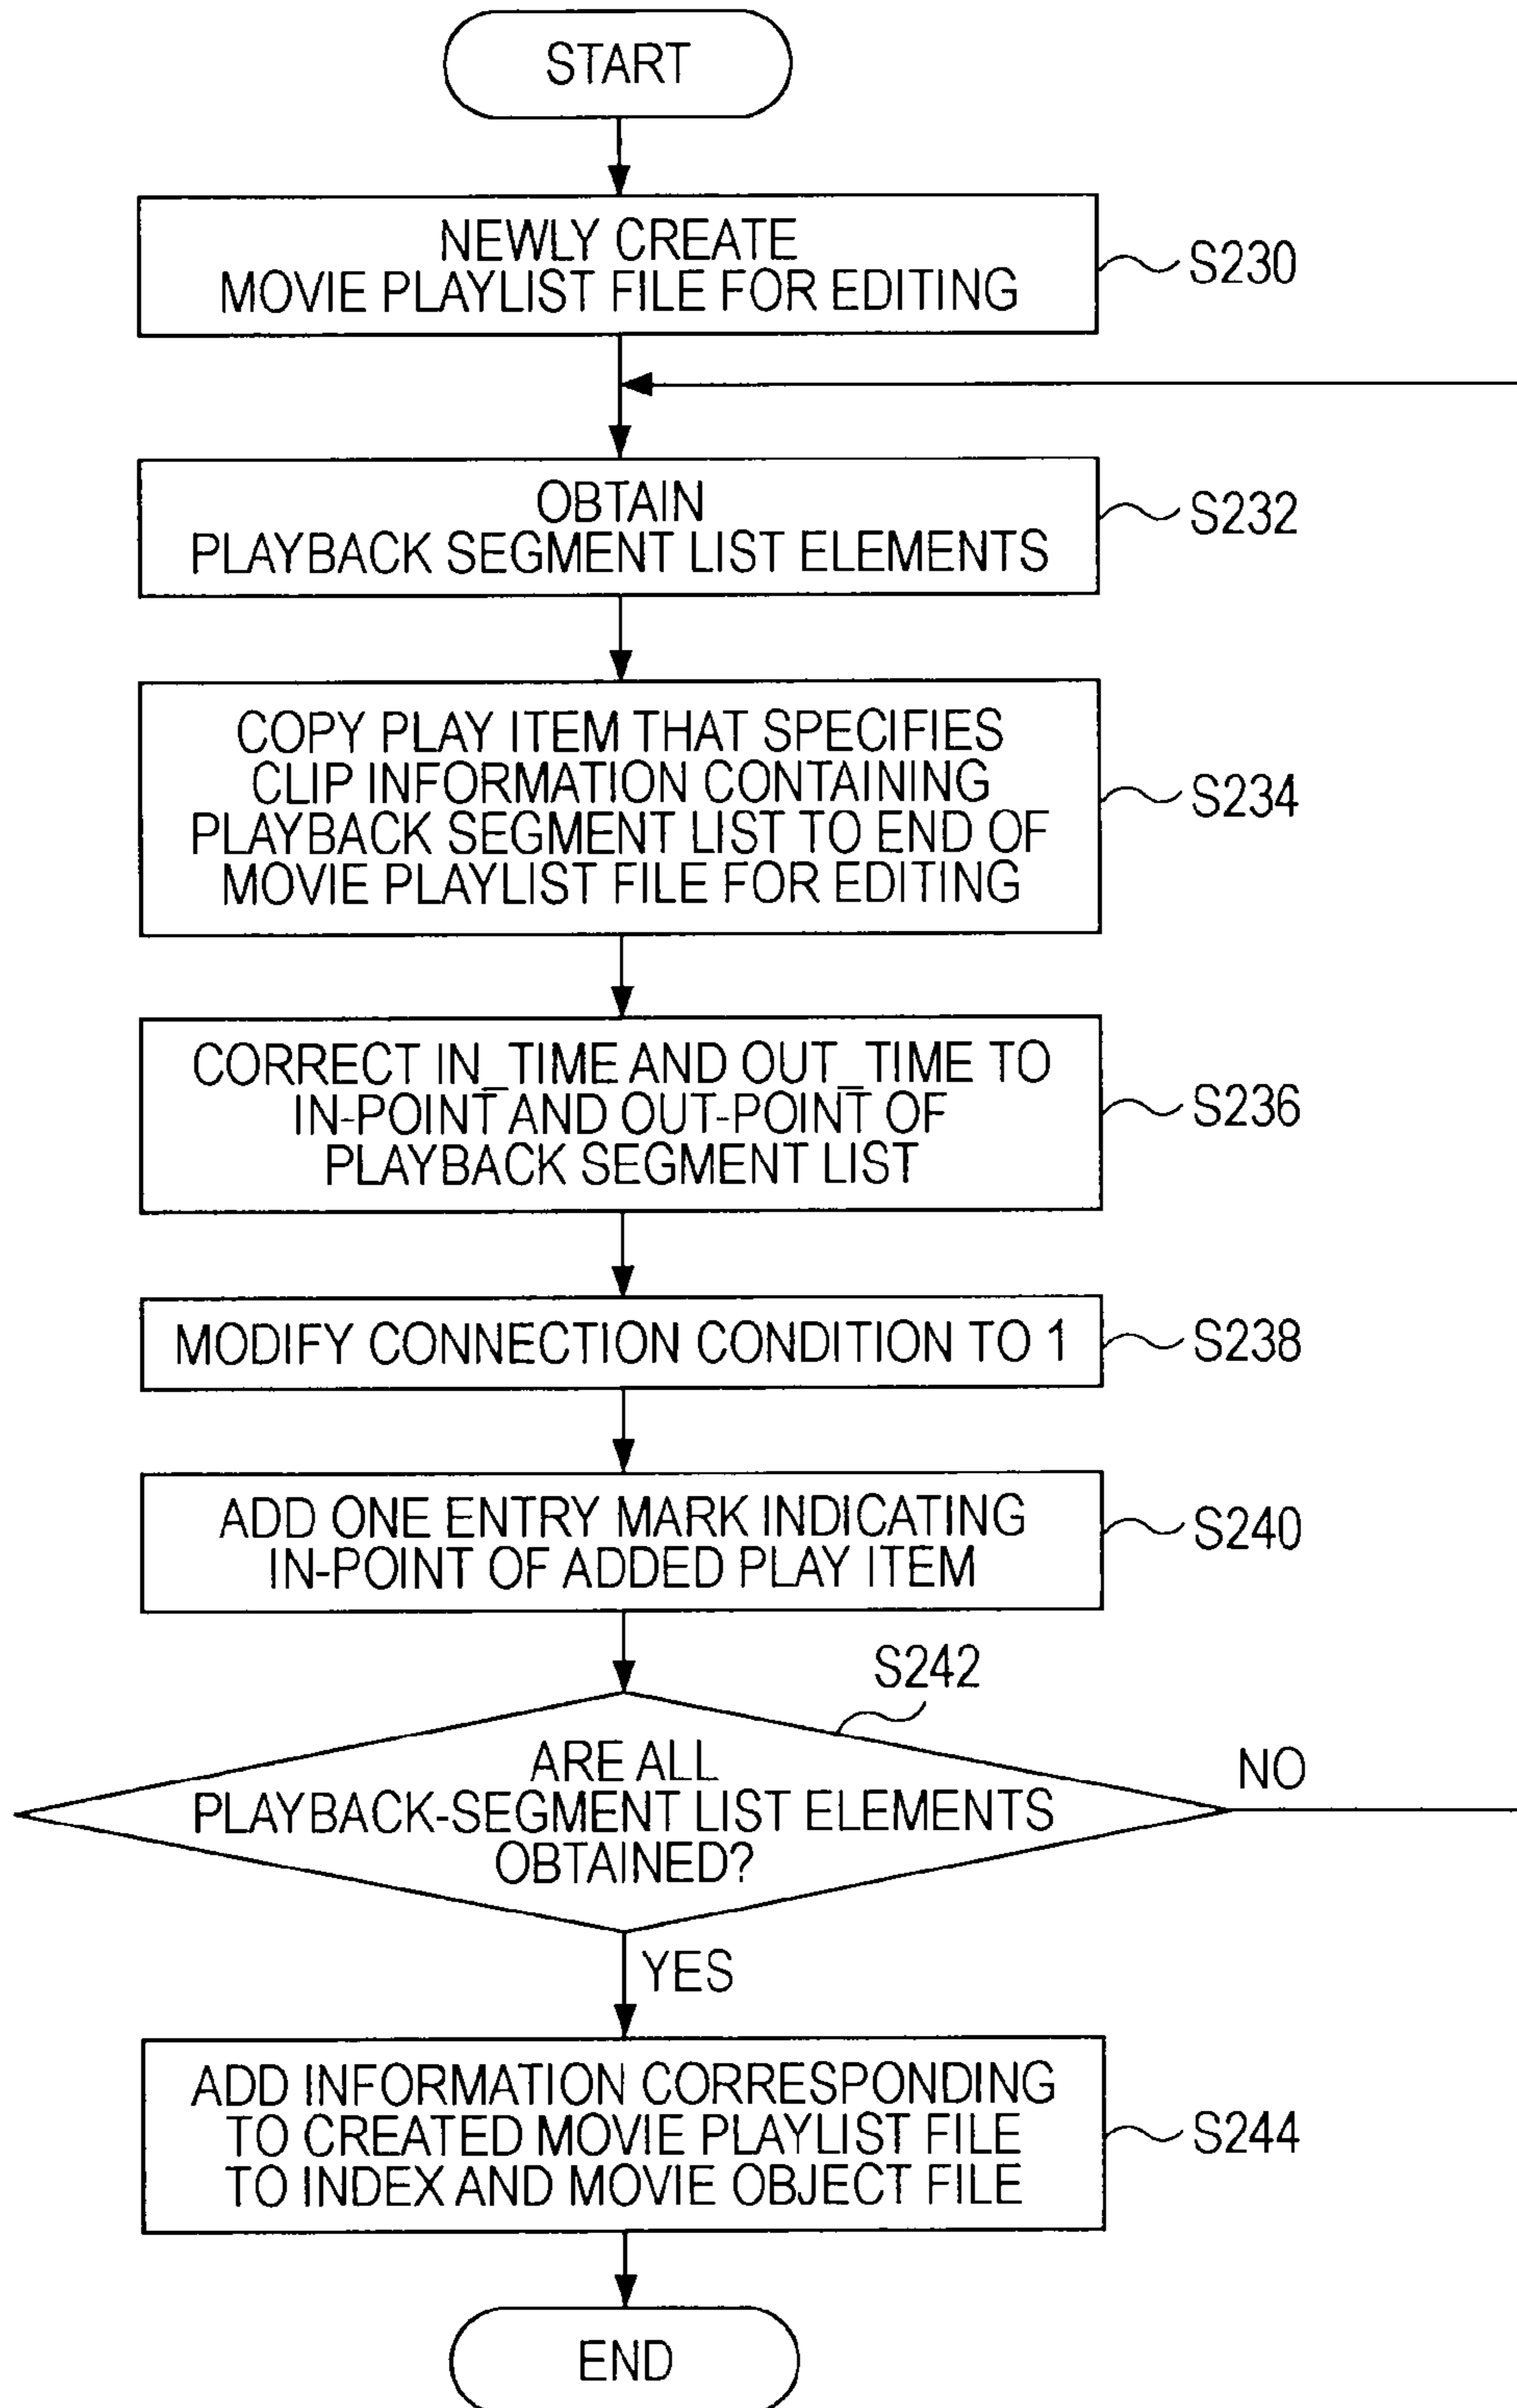 START
NEWLY CREATE
MOVIE PLAYLIST FILE FOR EDITING
S230
OBTAIN
PLAYBACK SEGMENT LIST ELEMENTS
S232
COPY PLAY ITEM THAT SPECIFIES
CLIP INFORMATION CONTAINING
PLAYBACK SEGMENT LIST TO END OF
MOVIE PLAYLIST FILE FOR EDITING
S234
CORRECT IN_TIME AND OUT_TIME TO
IN-POINT AND OUT-POINT OF
PLAYBACK SEGMENT LIST
S236
MODIFY CONNECTION CONDITION TO 1
S238
ADD ONE ENTRY MARK INDICATING
IN-POINT OF ADDED PLAY ITEM
S240
S242
ARE ALL
PLAYBACK-SEGMENT LIST ELEMENTS
OBTAINED?
NO
YES
ADD INFORMATION CORRESPONDING
TO CREATED MOVIE PLAYLIST FILE
TO INDEX AND MOVIE OBJECT FILE
S244
END